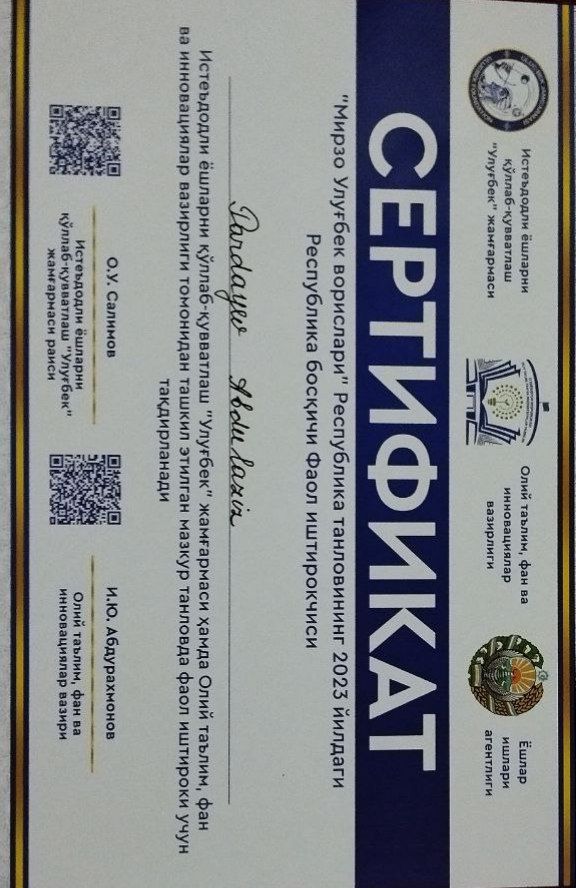 Истеъдодли ёшларни
қўллаб-қувватлаш
"Улуғбек" жамғармаси
Олий таълим, фан ва
инновациялар
вазирлиги
Ёшлар
ишлари
агентлиги
СЕРТИФИКАТ
"Мирзо Улуғбек ворислари" Республика танловининг 2023 йилдаги
Республика босқичи фаол иштирокчиси
Pardayev Abdulaziz
Истеъдодли ёшларни қўллаб-қувватлаш "Улуғбек" жамғармаси ҳамда Олий таълим, фан
ва инновациялар вазирлиги томонидан ташкил этилган мазкур танловда фаол иштироки учун
тақдирланади
О.У. Салимов
Истеъдодли ёшларни
қўллаб-қувватлаш "Улуғбек"
жамғармаси раиси
И.Ю. Абдурахмонов
Олий таълим, фан ва
инновациялар вазири